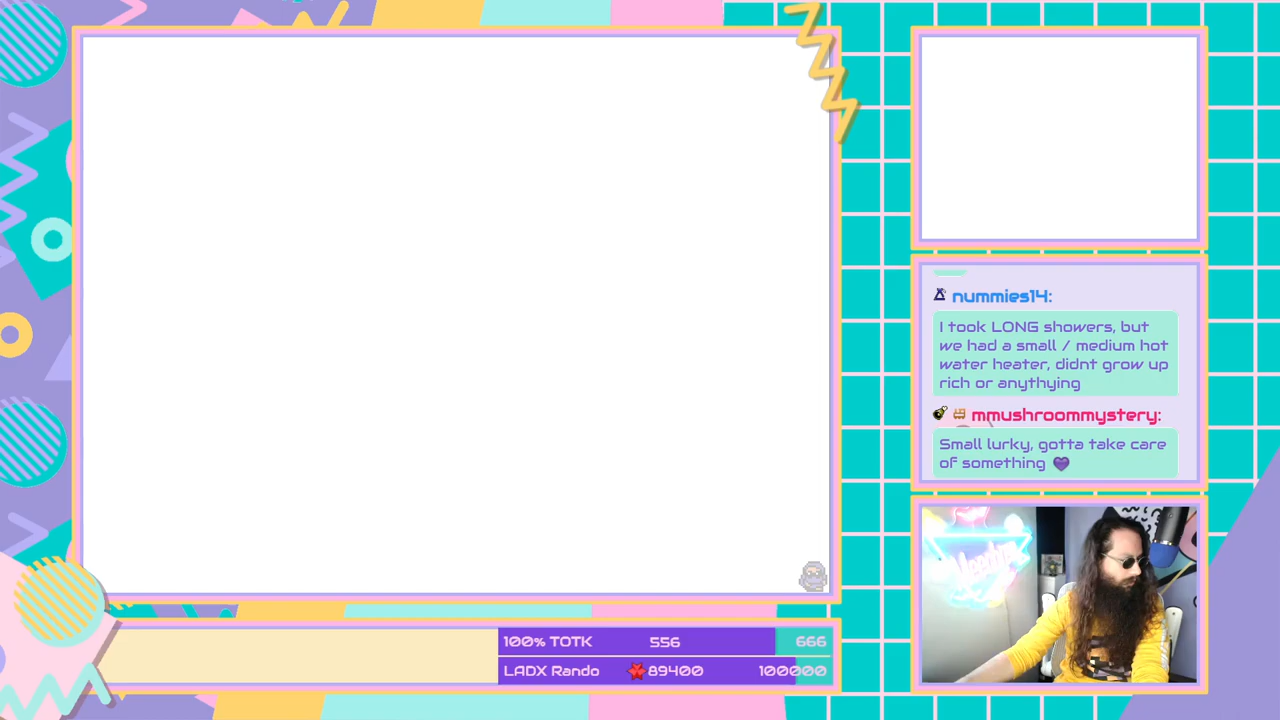 nummies14:
I took LONG showers, but
we had a small / medium hot
water heater, didnt grow up
rich or anythying
mmushroommystery:
Small lurky, gotta take care
of something 💜
100% TOTK 556 666
LADX Rando 89400 100000